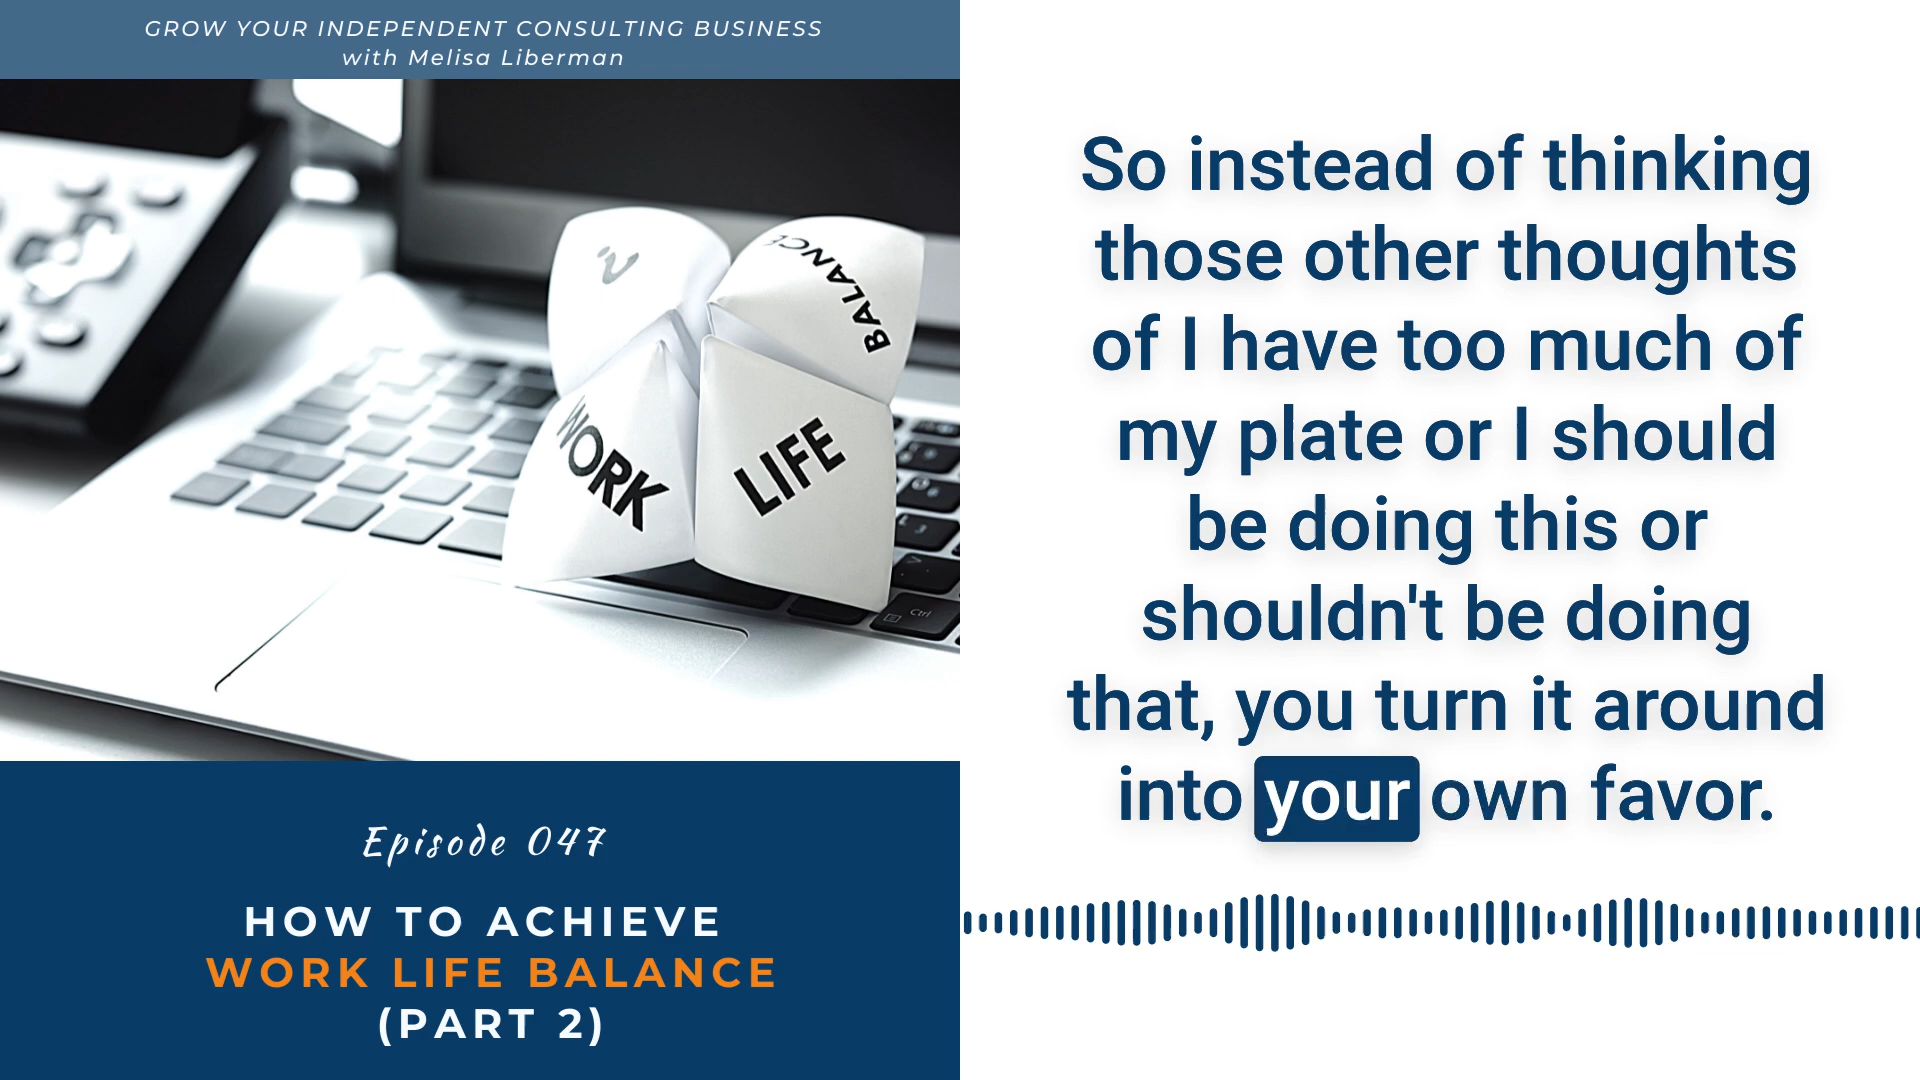 GROW YOUR INDEPENDENT CONSULTING BUSINESS
with Melisa Liberman
BALANCE
WORK
LIFE
Ctrl
Episode 047
HOW TO ACHIEVE
WORK LIFE BALANCE
(PART 2)
So instead of thinking
those other thoughts
of I have too much of
my plate or I should
be doing this or
shouldn't be doing
that, you turn it around
into your own favor.